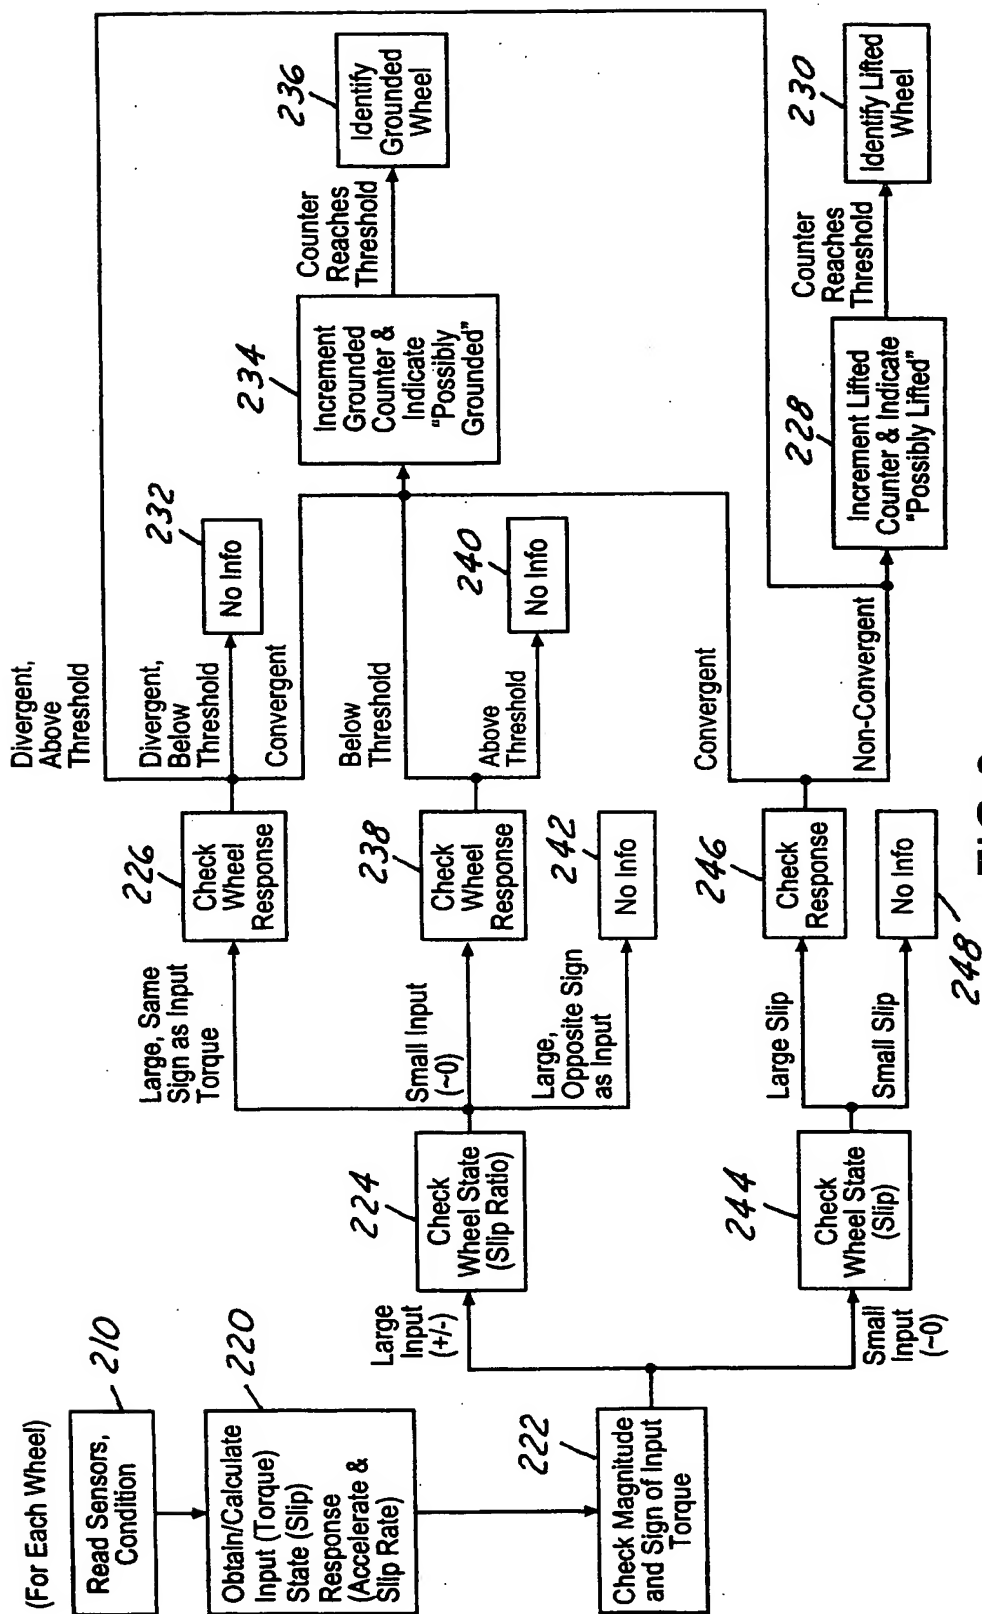 (For Each Wheel)
210
Read Sensors,
Condition
220
Obtain/Calculate
Input (Torque)
State (Slip)
Response
(Accelerate &
Slip Rate)
222
Check Magnitude
and Sign of Input
Torque
Large
Input
(+/-)
Small
Input
(~0)
224
Check
Wheel State
(Slip Ratio)
Large, Same
Sign as Input
Torque
Small Input
(~0)
Large,
Opposite Sign
as Input
226
Check
Wheel
Response
Divergent,
Above
Threshold
Divergent,
Below
Threshold
Convergent
232
No Info
234
Increment
Grounded
Counter &
Indicate
"Possibly
Grounded"
Counter
Reaches
Threshold
236
Identify
Grounded
Wheel
238
Check
Wheel
Response
Below
Threshold
Above
Threshold
240
No Info
242
No Info
244
Check
Wheel State
(Slip)
Large Slip
Small Slip
246
Check
Response
Convergent
Non-Convergent
248
No Info
228
Increment Lifted
Counter & Indicate
"Possibly Lifted"
Counter
Reaches
Threshold
230
Identify Lifted
Wheel